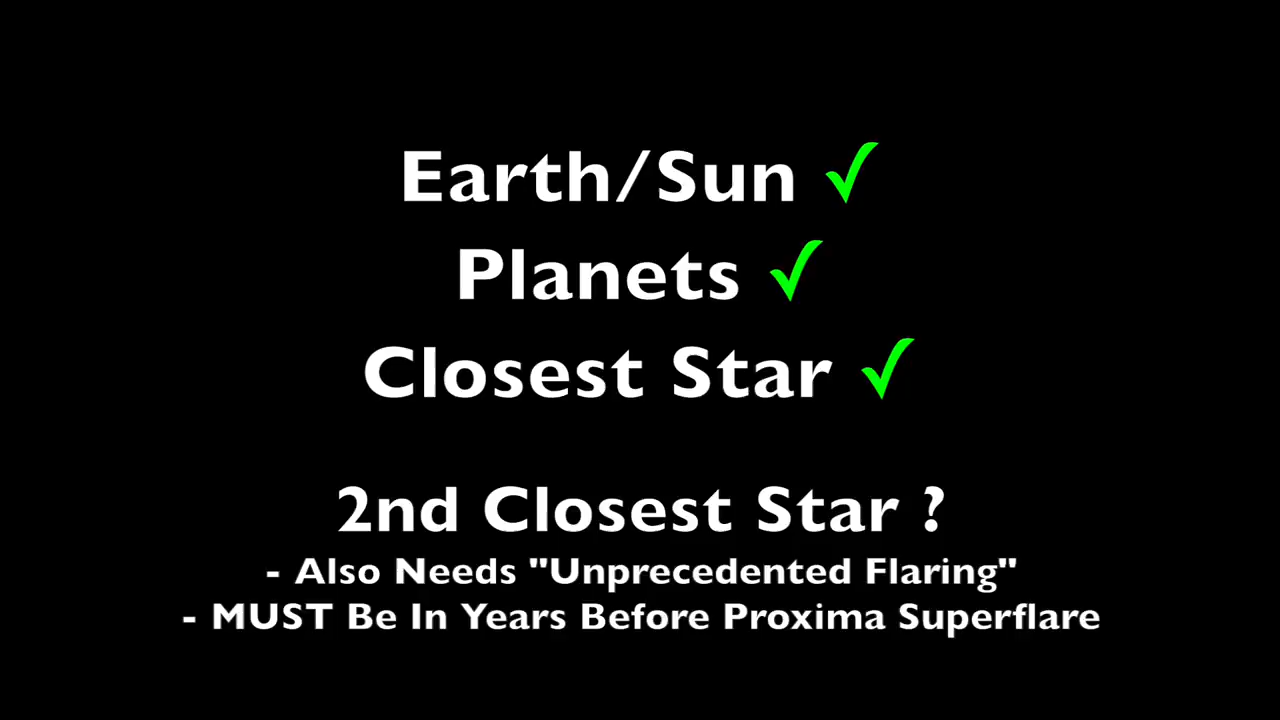 Earth/Sun ✓
Planets ✓
Closest Star ✓
2nd Closest Star ?
- Also Needs "Unprecedented Flaring"
- MUST Be In Years Before Proxima Superflare